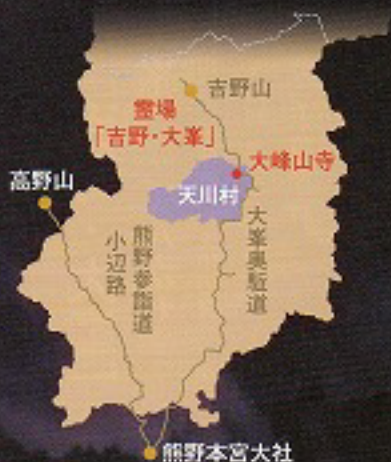 吉野山
霊場
「吉野・大峯」
大峰山寺
高野山
天川村
大峯奥駈道
熊野参詣道
小辺路
熊野本宮大社